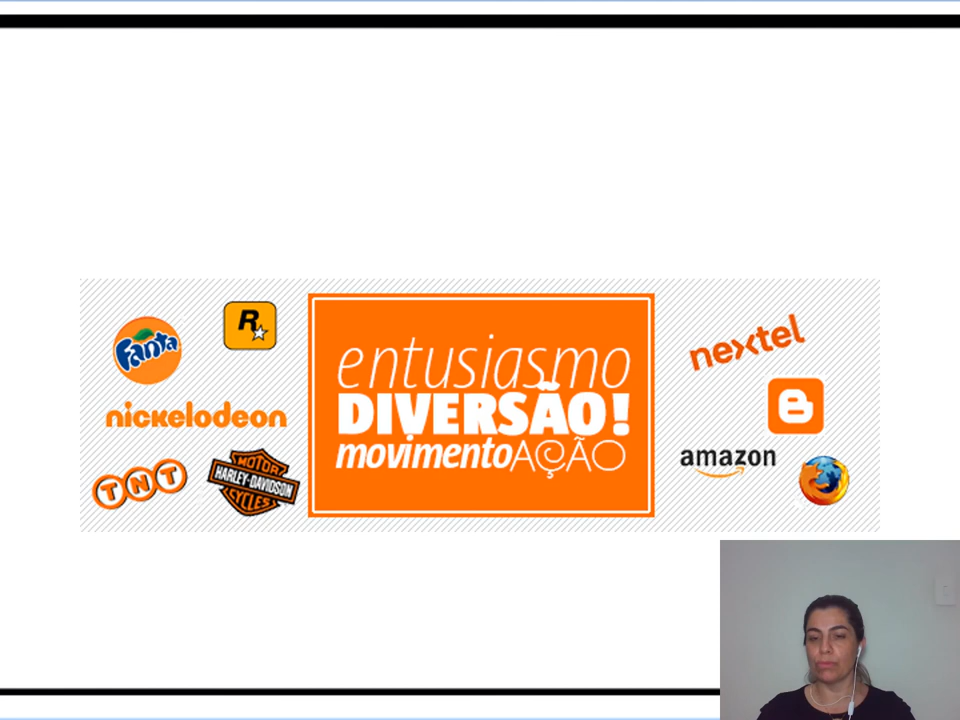 Fanta
R
nickelodeon
TNT
MOTOR
HARLEY-DAVIDSON
CYCLES
entusiasmo
DIVERSÃO!
movimentoAÇÃO
nextel
B
amazon